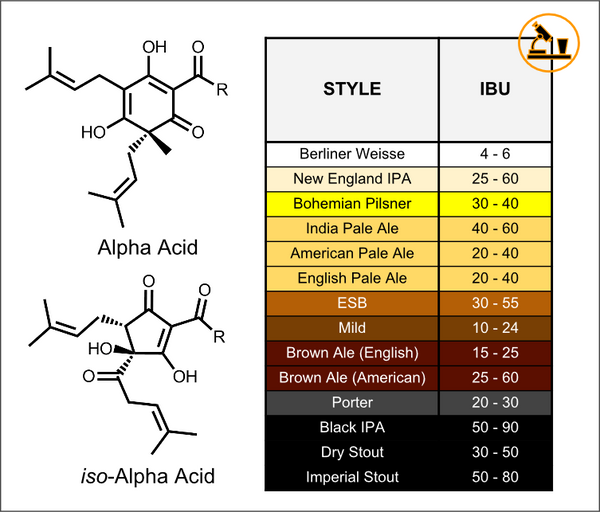 OH
O
R
HO
O
Alpha Acid
O
O
R
HO
O
OH
iso-Alpha Acid
STYLE IBU
Berliner Weisse 4 - 6
New England IPA 25 - 60
Bohemian Pilsner 30 - 40
India Pale Ale 40 - 60
American Pale Ale 20 - 40
English Pale Ale 20 - 40
ESB 30 - 55
Mild 10 - 24
Brown Ale (English) 15 - 25
Brown Ale (American) 25 - 60
Porter 20 - 30
Black IPA 50 - 90
Dry Stout 30 - 50
Imperial Stout 50 - 80